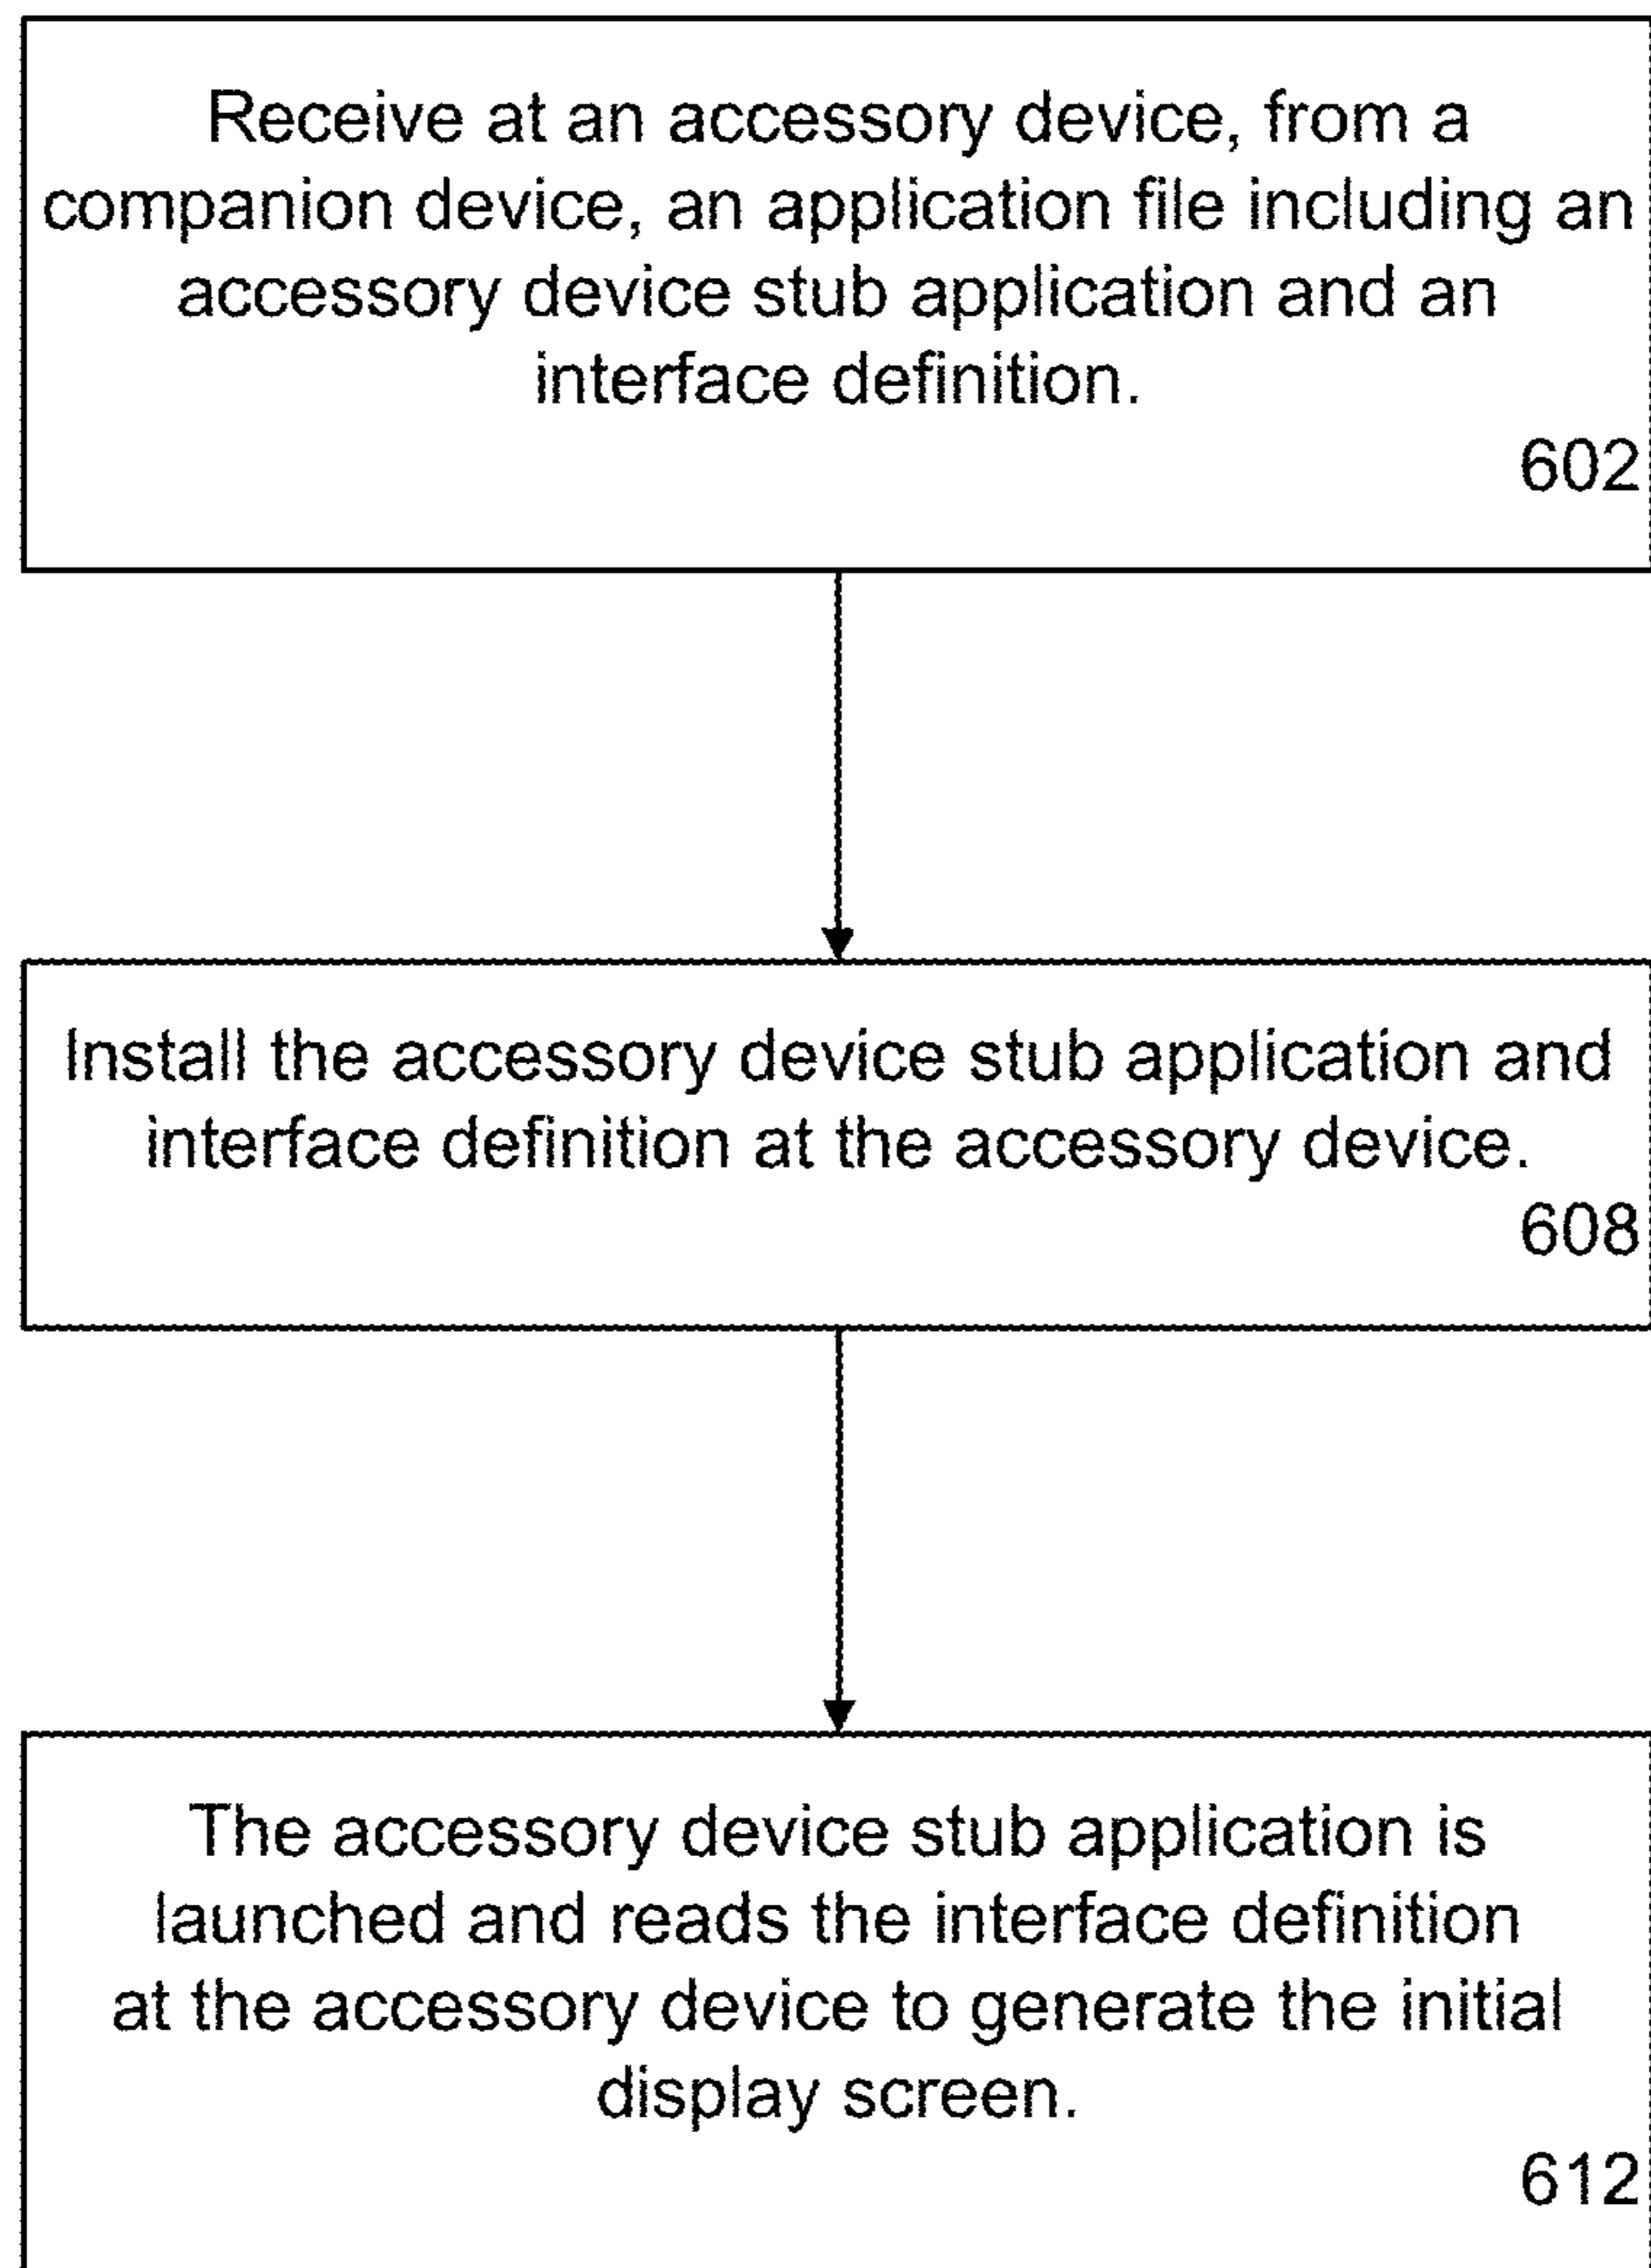 Receive at an accessory device, from a
companion device, an application file including an
accessory device stub application and an
interface definition.
602
Install the accessory device stub application and
interface definition at the accessory device.
608
The accessory device stub application is
launched and reads the interface definition
at the accessory device to generate the initial
display screen.
612